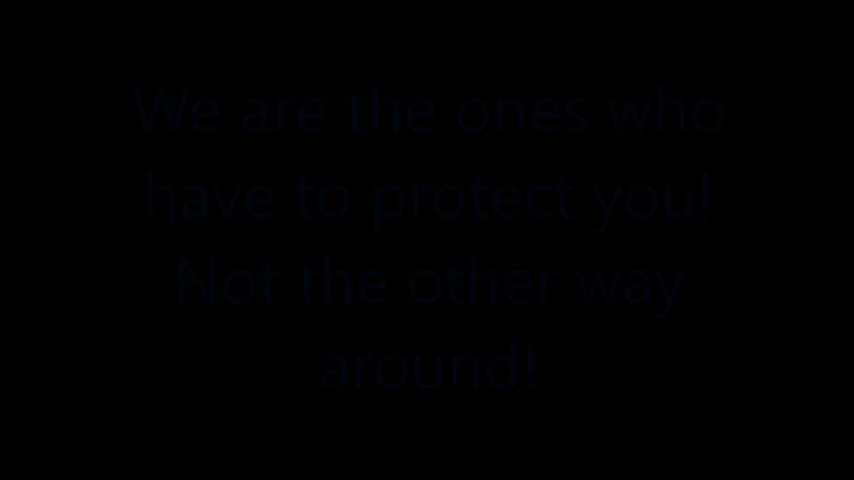 We are the ones who
have to protect you!
Not the other way
around!